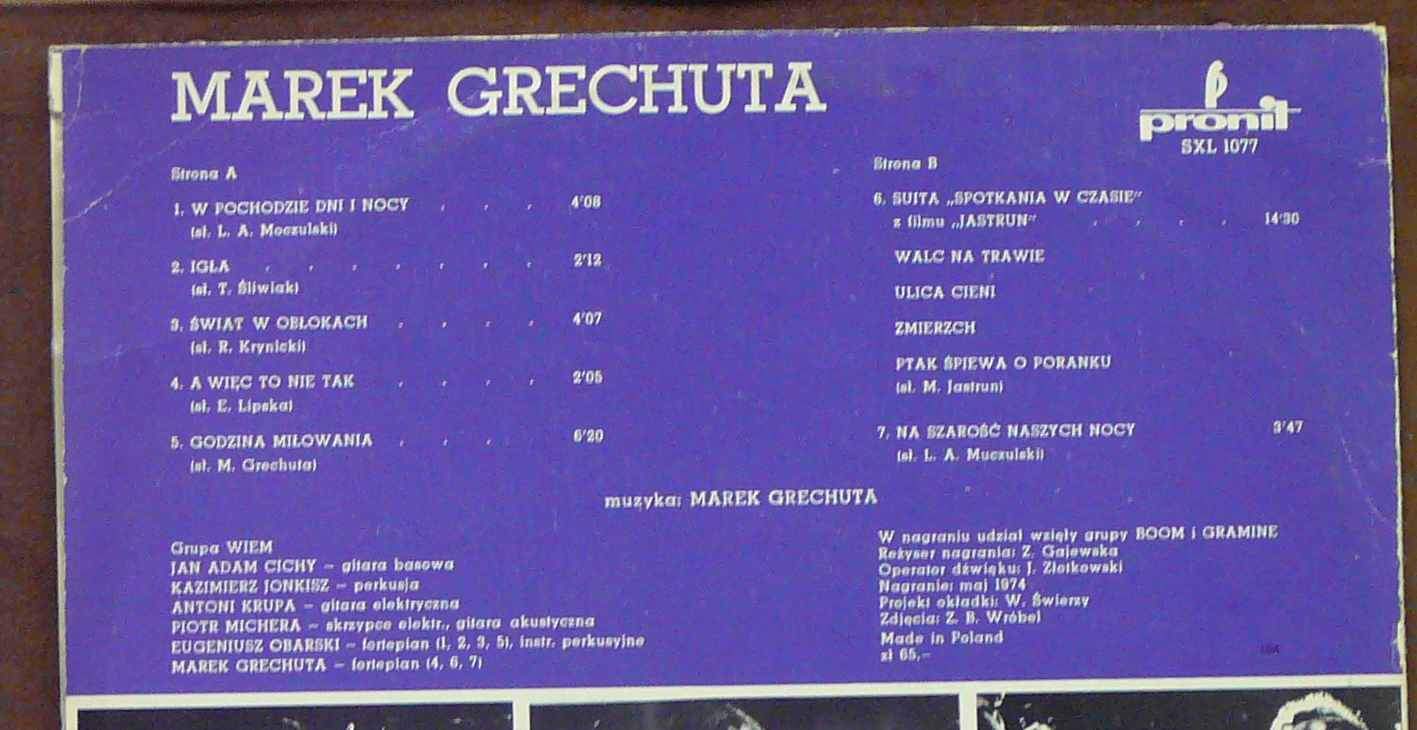 MAREK GRECHUTA
pronit
SXL 1077
Strona A
1. W POCHODZIE DNI I NOCY . . . 4'08
(sł. L. A. Moczulski)
2. IGŁA . . . . . . . 2'12
(sł. T. Śliwiak)
3. ŚWIAT W OBŁOKACH . . . . 4'07
(sł. R. Krynicki)
4. A WIĘC TO NIE TAK . . . . 2'05
(sł. E. Lipska)
5. GODZINA MIŁOWANIA . . . 6'20
(sł. M. Grechuta)
Strona B
6. SUITA „SPOTKANIA W CZASIE"
z filmu „JASTRUN" . . . . 14'30
WALC NA TRAWIE
ULICA CIENI
ZMIERZCH
PTAK ŚPIEWA O PORANKU
(sł. M. Jastrun)
7. NA SZAROŚĆ NASZYCH NOCY 3'47
(sł. L. A. Muczulski)
muzyka: MAREK GRECHUTA
Grupa WIEM
JAN ADAM CICHY – gitara basowa
KAZIMIERZ JONKISZ – perkusja
ANTONI KRUPA – gitara elektryczna
PIOTR MICHERA – skrzypce elektr., gitara akustyczna
EUGENIUSZ OBARSKI – fortepian (1, 2, 3, 5), instr. perkusyjne
MAREK GRECHUTA – fortepian (4, 6, 7)
W nagraniu udział wzięły grupy BOOM i GRAMINE
Reżyser nagrania: Z. Gajewska
Operator dźwięku: J. Złotkowski
Nagranie: maj 1974
Projekt okładki: W. Świerzy
Zdjęcia: Z. B. Wróbel
Made in Poland
zł 65,–